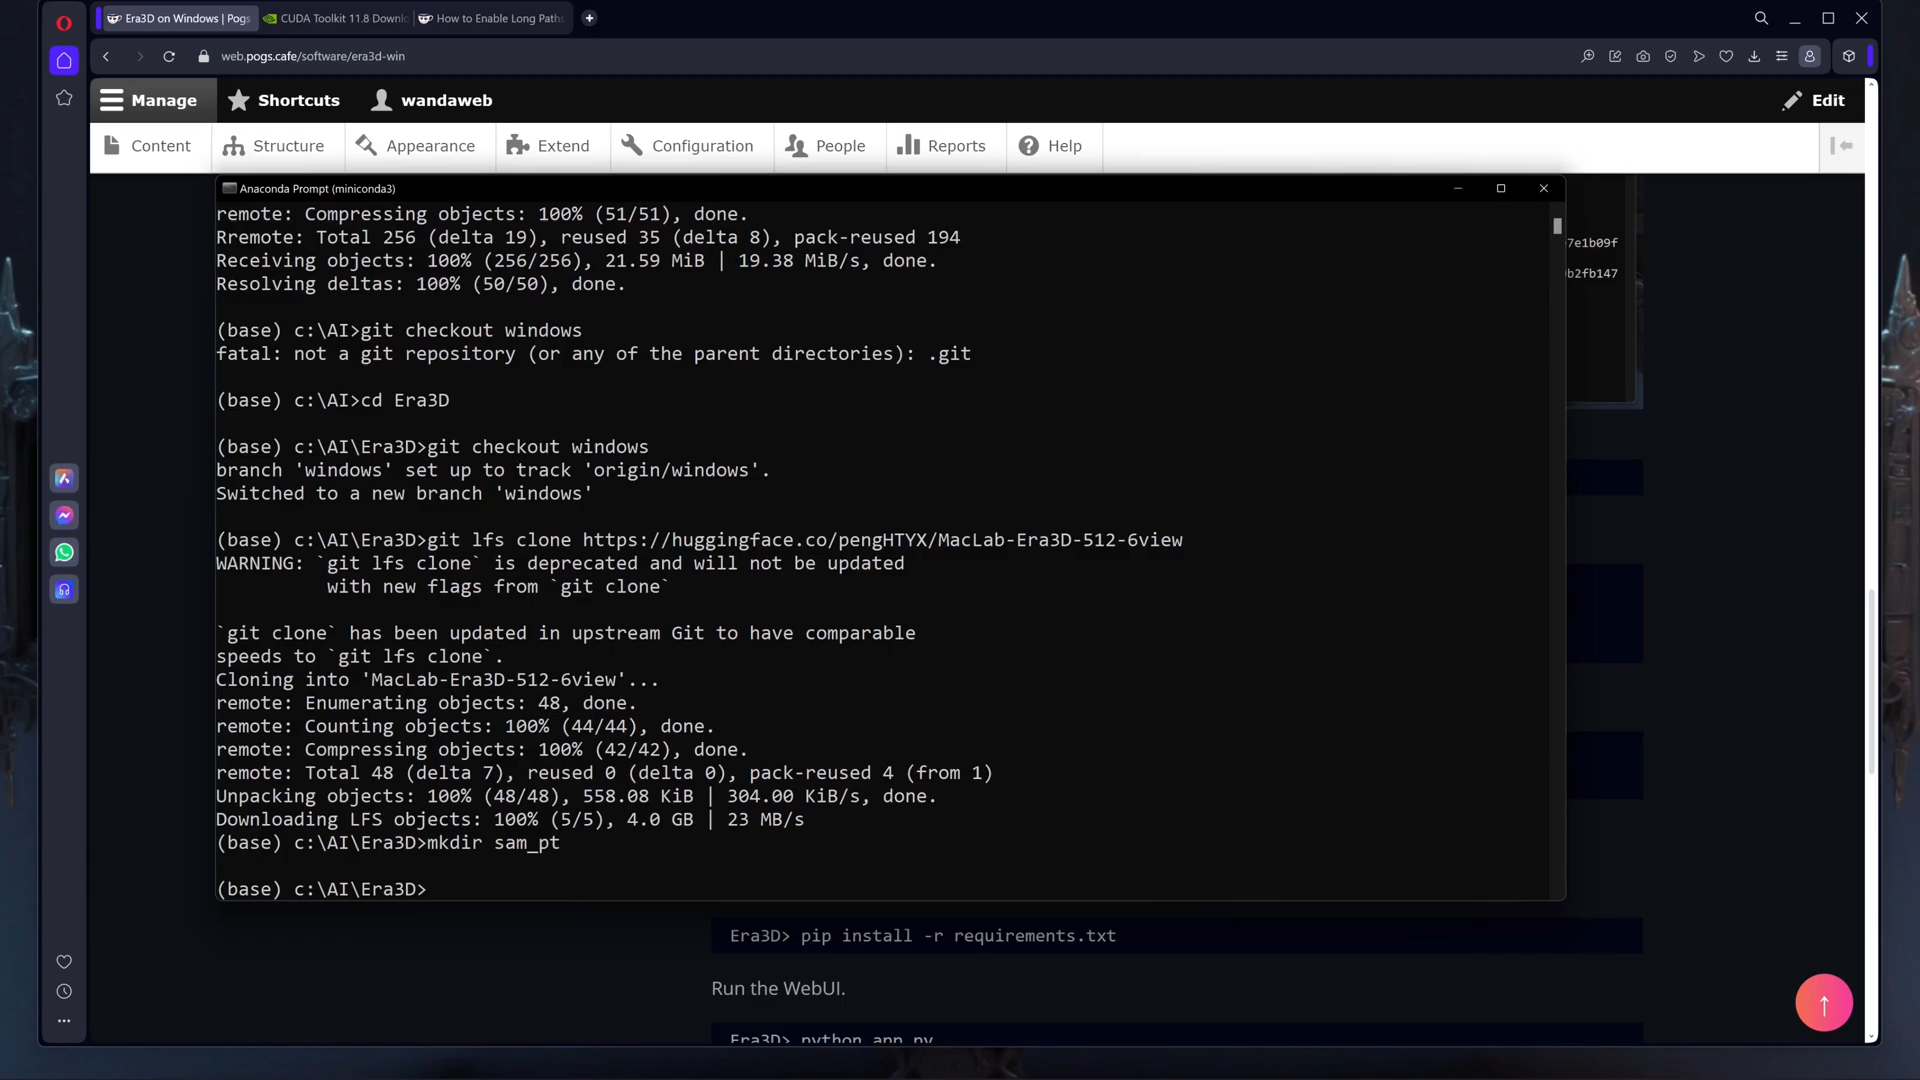 Era3D on Windows | Pogs
CUDA Toolkit 11.8 Downl
How to Enable Long Paths
web.pogs.cafe/software/era3d-win
Manage
Shortcuts
wandaweb
Edit
Content
Structure
Appearance
Extend
Configuration
People
Reports
Help
Anaconda Prompt (miniconda3)
remote: Compressing objects: 100% (51/51), done.
Rremote: Total 256 (delta 19), reused 35 (delta 8), pack-reused 194
Receiving objects: 100% (256/256), 21.59 MiB | 19.38 MiB/s, done.
Resolving deltas: 100% (50/50), done.
(base) c:\AI>git checkout windows
fatal: not a git repository (or any of the parent directories): .git
(base) c:\AI>cd Era3D
(base) c:\AI\Era3D>git checkout windows
branch 'windows' set up to track 'origin/windows'.
Switched to a new branch 'windows'
(base) c:\AI\Era3D>git lfs clone https://huggingface.co/pengHTYX/MacLab-Era3D-512-6view
WARNING: `git lfs clone` is deprecated and will not be updated
with new flags from `git clone`
`git clone` has been updated in upstream Git to have comparable
speeds to `git lfs clone`.
Cloning into 'MacLab-Era3D-512-6view'...
remote: Enumerating objects: 48, done.
remote: Counting objects: 100% (44/44), done.
remote: Compressing objects: 100% (42/42), done.
remote: Total 48 (delta 7), reused 0 (delta 0), pack-reused 4 (from 1)
Unpacking objects: 100% (48/48), 558.08 KiB | 304.00 KiB/s, done.
Downloading LFS objects: 100% (5/5), 4.0 GB | 23 MB/s
(base) c:\AI\Era3D>mkdir sam_pt
(base) c:\AI\Era3D>
7e1b09f
b2fb147
Era3D> pip install -r requirements.txt
Run the WebUI.
Era3D> python app.py